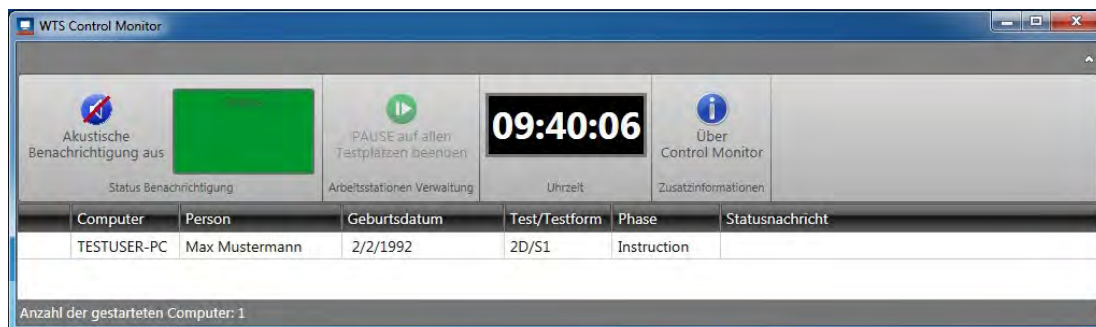 WTS Control Monitor
Akustische
Benachrichtigung aus
PAUSE auf allen
Testplätzen beenden
09:40:06
Über
Control Monitor
Status Benachrichtigung
Arbeitsstationen Verwaltung
Uhrzeit
Zusatzinformationen
Computer Person Geburtsdatum Test/Testform Phase Statusnachricht
TESTUSER-PC Max Mustermann 2/2/1992 2D/S1 Instruction
Anzahl der gestarteten Computer: 1